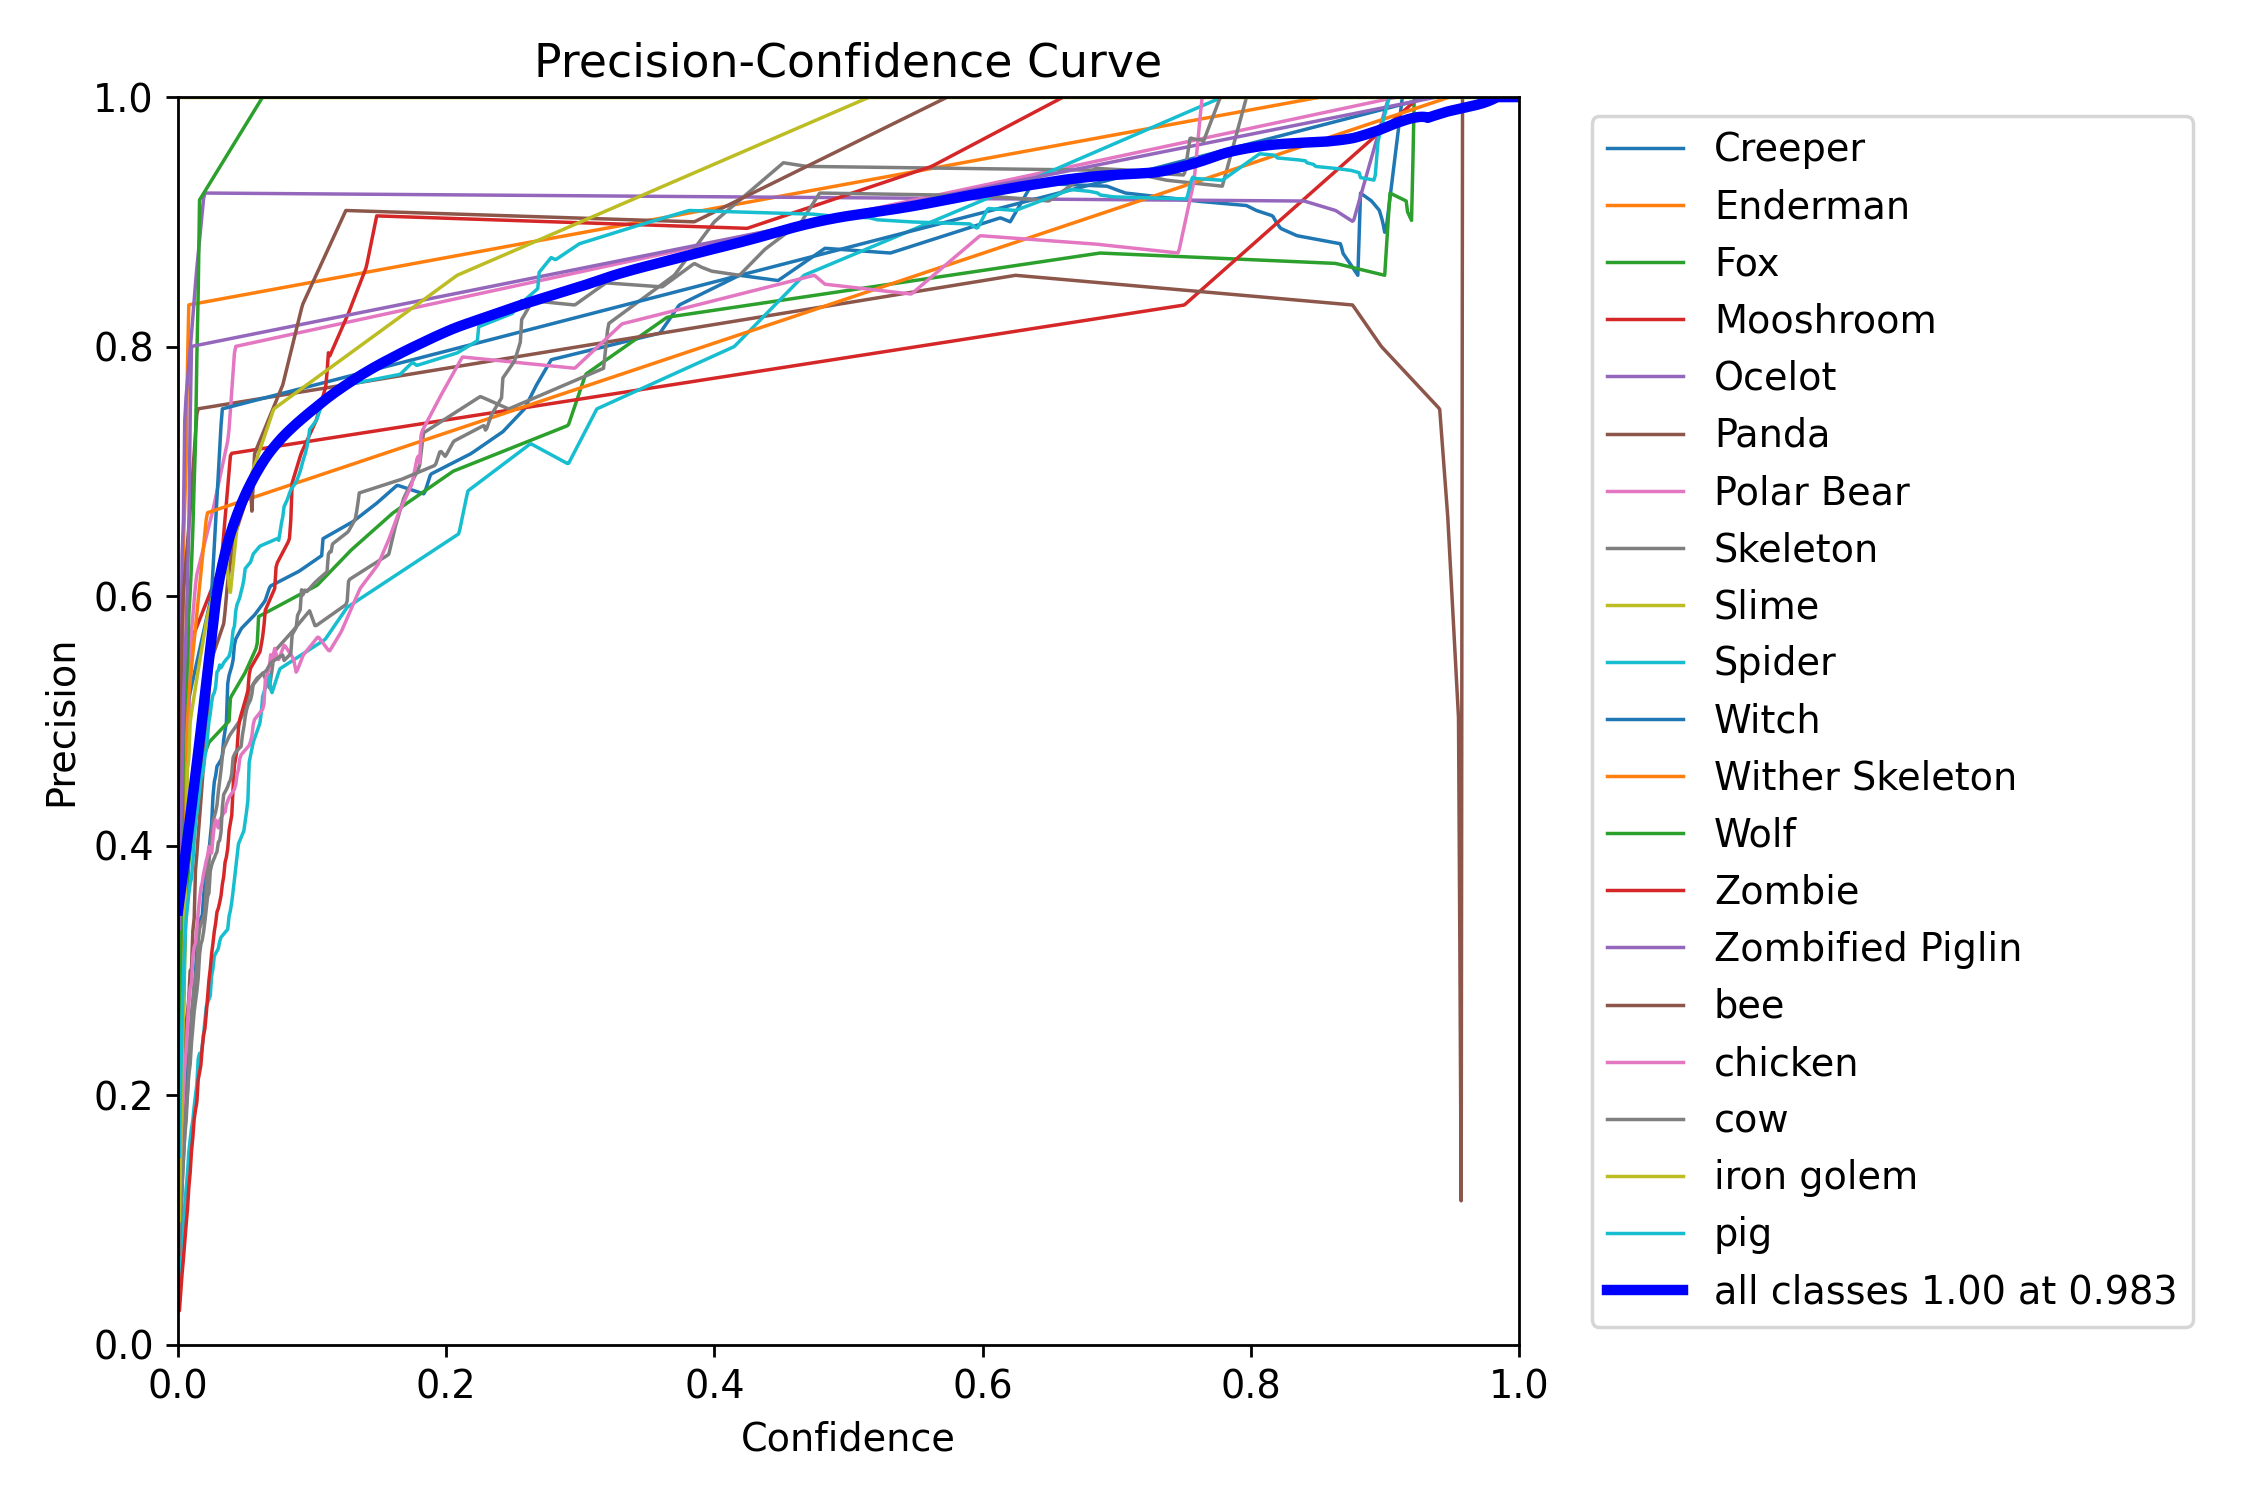 Precision-Confidence Curve
1.0
0.8
0.6
0.4
0.2
0.0
Precision
0.0 0.2 0.4 0.6 0.8 1.0
Confidence
Creeper
Enderman
Fox
Mooshroom
Ocelot
Panda
Polar Bear
Skeleton
Slime
Spider
Witch
Wither Skeleton
Wolf
Zombie
Zombified Piglin
bee
chicken
cow
iron golem
pig
all classes 1.00 at 0.983